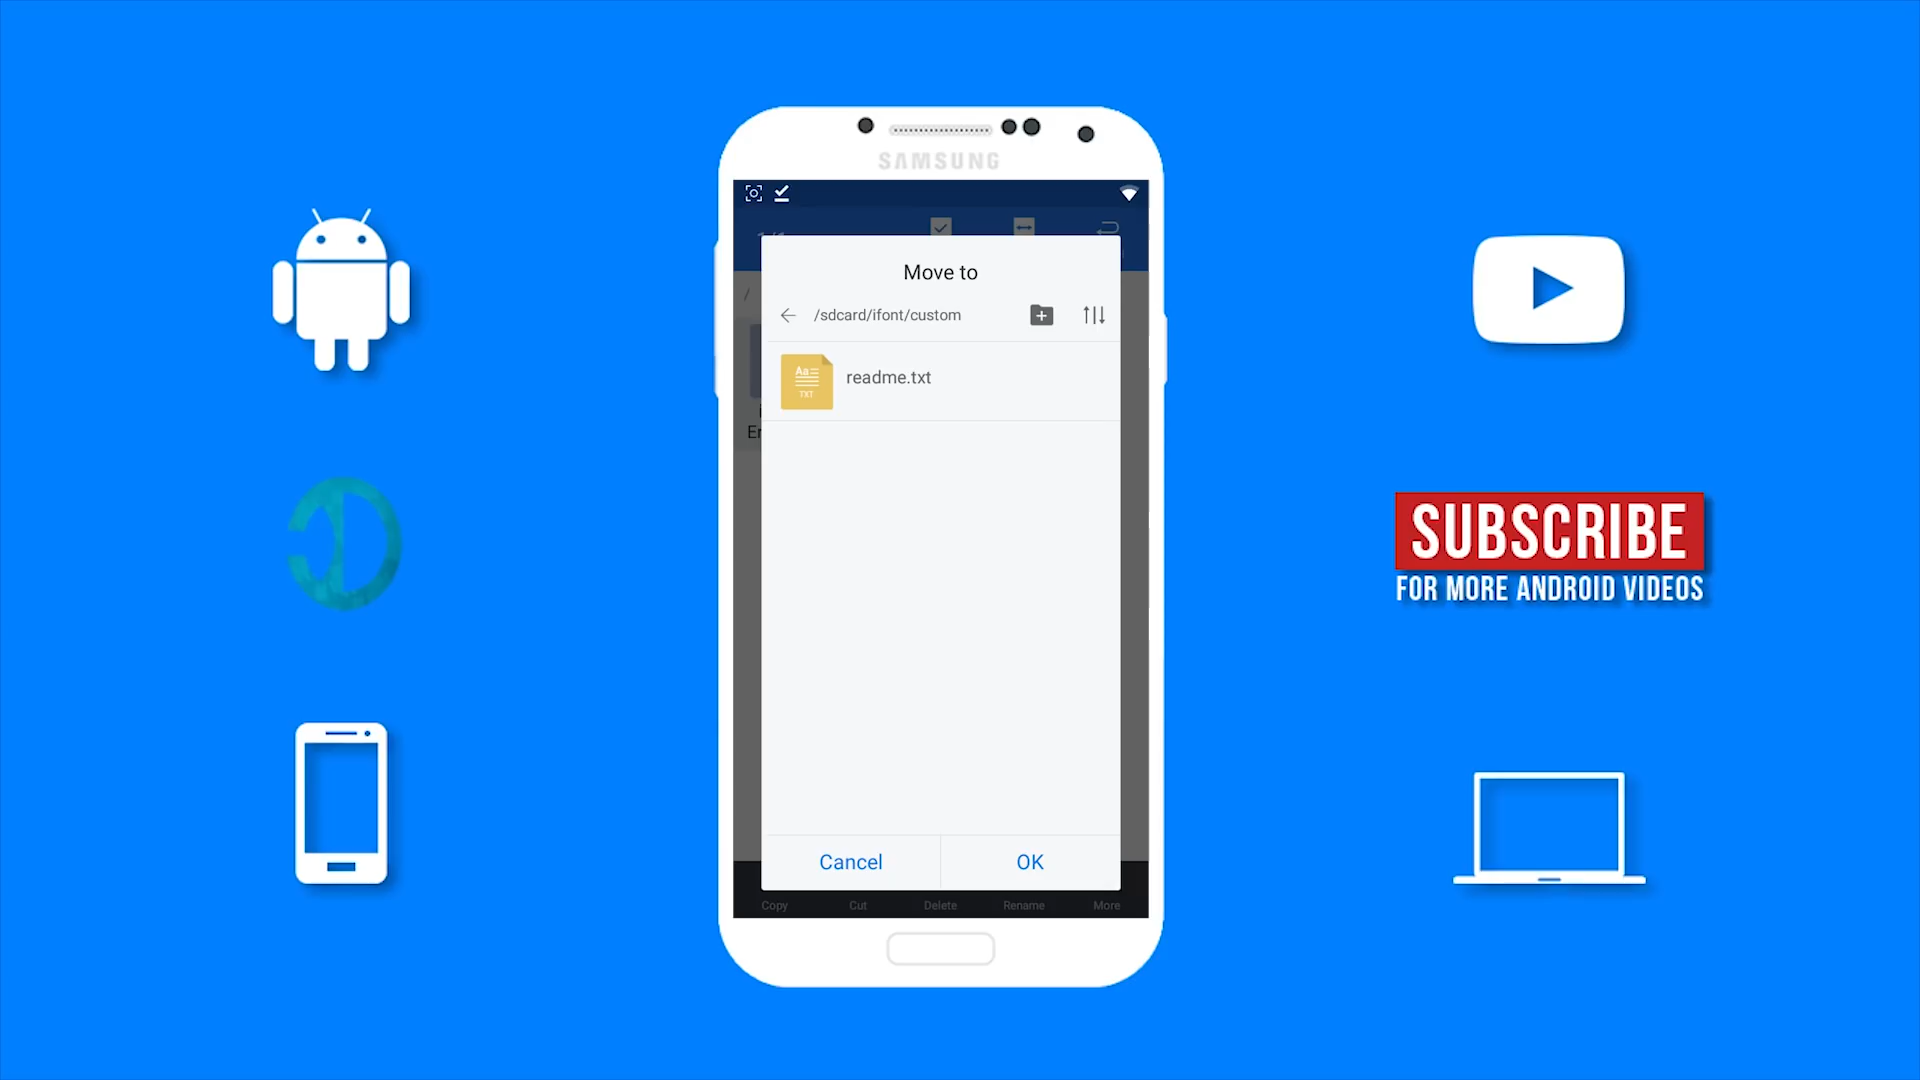 SAMSUNG
Move to
/sdcard/ifont/custom
/
Aa
TXT
readme.txt
Cancel
OK
Copy
Cut
Delete
Rename
More
SUBSCRIBE
FOR MORE ANDROID VIDEOS